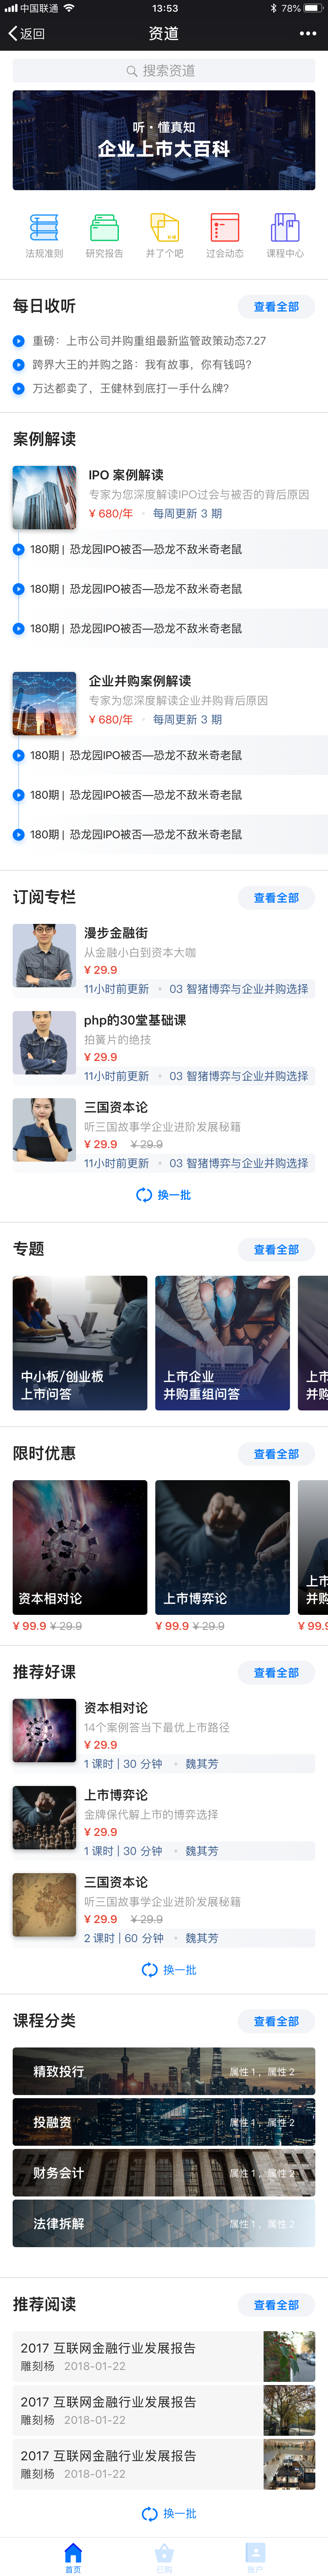 中国联通 13:53 78%
返回 资道
搜索资道
听·懂真知
企业上市大百科
法规准则 研究报告 并了个吧 过会动态 课程中心
每日收听 查看全部
重磅：上市公司并购重组最新监管政策动态7.27
跨界大王的并购之路：我有故事，你有钱吗？
万达都卖了，王健林到底打一手什么牌？
案例解读
IPO 案例解读
专家为您深度解读IPO过会与被否的背后原因
¥ 680/年 每周更新 3 期
180期 | 恐龙园IPO被否—恐龙不敌米奇老鼠
180期 | 恐龙园IPO被否—恐龙不敌米奇老鼠
180期 | 恐龙园IPO被否—恐龙不敌米奇老鼠
企业并购案例解读
专家为您深度解读企业并购背后原因
¥ 680/年 每周更新 3 期
180期 | 恐龙园IPO被否—恐龙不敌米奇老鼠
180期 | 恐龙园IPO被否—恐龙不敌米奇老鼠
180期 | 恐龙园IPO被否—恐龙不敌米奇老鼠
订阅专栏 查看全部
漫步金融街
从金融小白到资本大咖
¥ 29.9
11小时前更新 03 智猪博弈与企业并购选择
php的30堂基础课
拍簧片的绝技
¥ 29.9
11小时前更新 03 智猪博弈与企业并购选择
三国资本论
听三国故事学企业进阶发展秘籍
¥ 29.9 ¥ 29.9
11小时前更新 03 智猪博弈与企业并购选择
换一批
专题 查看全部
中小板/创业板
上市问答
上市企业
并购重组问答
上市
并购
限时优惠 查看全部
资本相对论
上市博弈论
上市
并购
¥ 99.9 ¥ 29.9
¥ 99.9 ¥ 29.9
¥ 99.9
推荐好课 查看全部
资本相对论
14个案例答当下最优上市路径
¥ 29.9
1 课时 | 30 分钟 魏其芳
上市博弈论
金牌保代解上市的博弈选择
¥ 29.9
1 课时 | 30 分钟 魏其芳
三国资本论
听三国故事学企业进阶发展秘籍
¥ 29.9 ¥ 29.9
2 课时 | 60 分钟 魏其芳
换一批
课程分类 查看全部
精致投行 属性 1 ，属性 2
投融资 属性 1 ，属性 2
财务会计 属性 1 ，属性 2
法律拆解 属性 1 ，属性 2
推荐阅读 查看全部
2017 互联网金融行业发展报告
雕刻杨 2018-01-22
2017 互联网金融行业发展报告
雕刻杨 2018-01-22
2017 互联网金融行业发展报告
雕刻杨 2018-01-22
换一批
首页 已购 账户